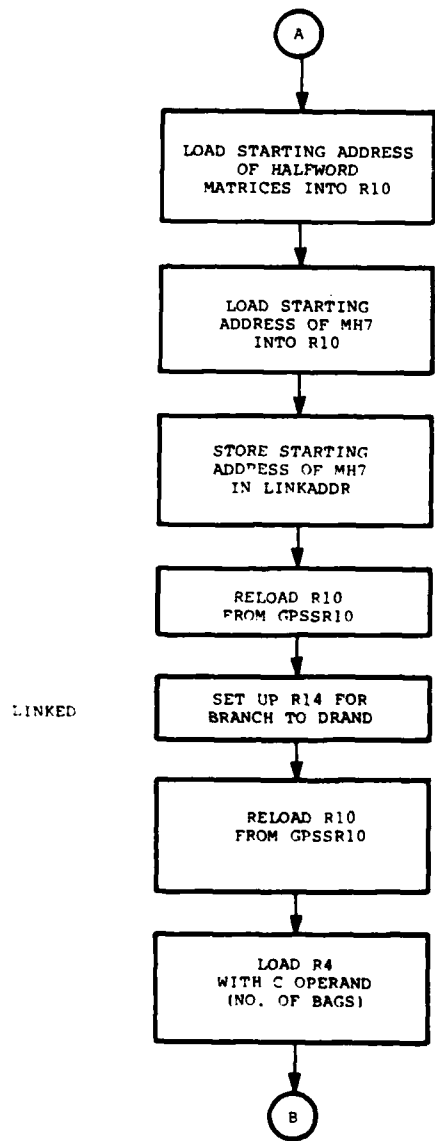 A
LOAD STARTING ADDRESS
OF HALFWORD
MATRICES INTO R10
LOAD STARTING
ADDRESS OF MH7
INTO R10
STORE STARTING
ADDRESS OF MH7
IN LINKADDR
RELOAD R10
FROM GPSSR10
LINKED
SET UP R14 FOR
BRANCH TO DRAND
RELOAD R10
FROM GPSSR10
LOAD R4
WITH C OPERAND
(NO. OF BAGS)
B